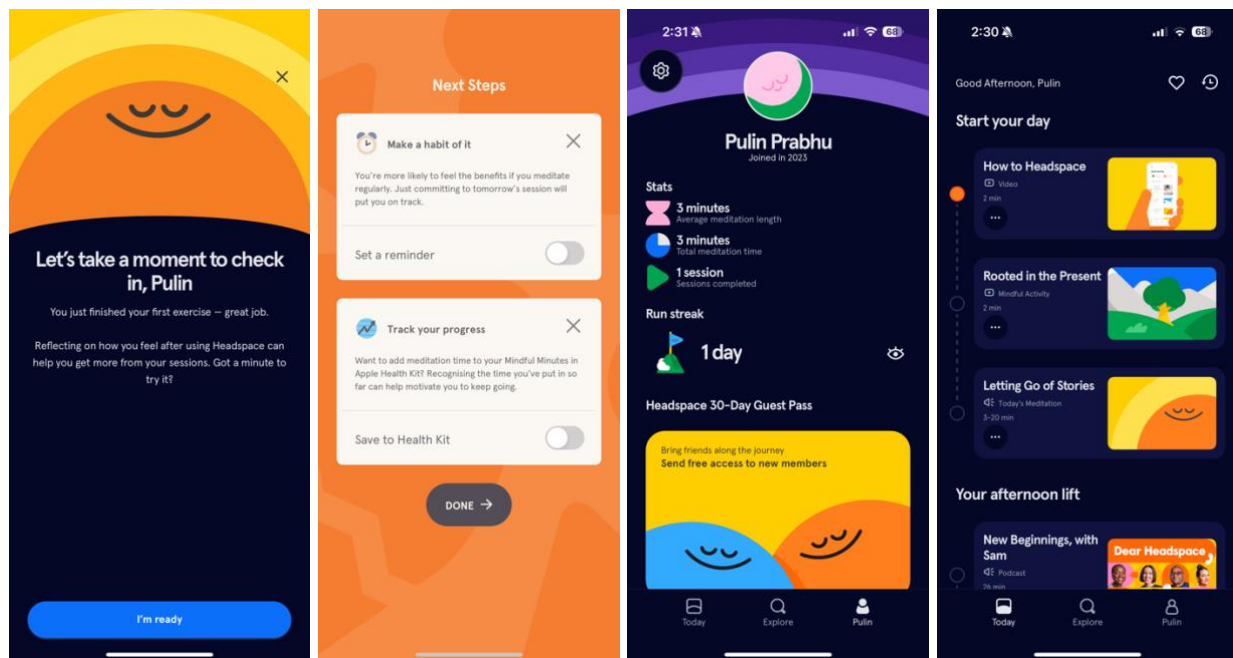 Let's take a moment to check
in, Pulin
You just finished your first exercise – great job.
Reflecting on how you feel after using Headspace can
help you get more from your sessions. Got a minute to
try it?
I'm ready
Next Steps
Make a habit of it
You're more likely to feel the benefits if you meditate
regularly. Just committing to tomorrow's session will
put you on track.
Set a reminder
Track your progress
Want to add meditation time to your Mindful Minutes in
Apple Health Kit? Recognising the time you've put in so
far can help motivate you to keep going.
Save to Health Kit
DONE →
2:31
68
Pulin Prabhu
Joined in 2023
Stats
3 minutes
Average meditation length
3 minutes
Total meditation time
1 session
Sessions completed
Run streak
1 day
Headspace 30-Day Guest Pass
Bring friends along the journey
Send free access to new members
Today
Explore
Pulin
2:30
68
Good Afternoon, Pulin
Start your day
How to Headspace
Video
2 min
Rooted in the Present
Mindful Activity
2 min
Letting Go of Stories
Today's Meditation
3-20 min
Your afternoon lift
New Beginnings, with
Sam
Podcast
26 min
Dear Headspace
Today
Explore
Pulin